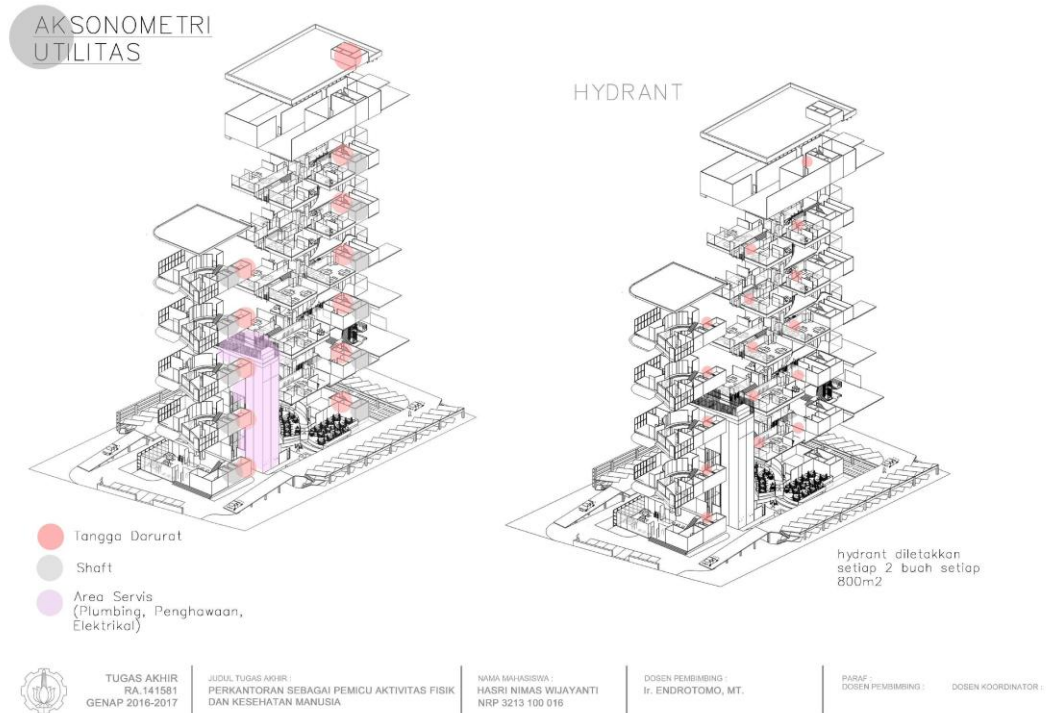 AKSONOMETRI
UTILITAS
HYDRANT
Tangga Darurat
Shaft
Area Servis
(Plumbing, Penghawaan,
Elektrikal)
hydrant diletakkan
setiap 2 buah setiap
800m2
TUGAS AKHIR
RA.141581
GENAP 2016-2017
JUDUL TUGAS AKHIR :
PERKANTORAN SEBAGAI PEMICU AKTIVITAS FISIK
DAN KESEHATAN MANUSIA
NAMA MAHASISWA :
HASRI NIMAS WIJAYANTI
NRP 3213 100 016
DOSEN PEMBIMBING :
Ir. ENDROTOMO, MT.
PARAF :
DOSEN PEMBIMBING :
DOSEN KOORDINATOR :